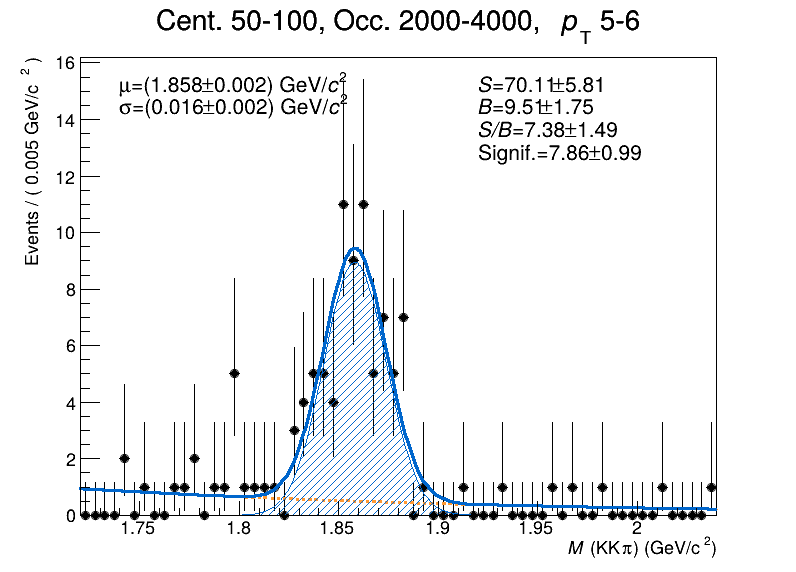 Cent. 50-100, Occ. 2000-4000, p_T 5-6
μ=(1.858±0.002) GeV/c²
σ=(0.016±0.002) GeV/c²
S=70.11±5.81
B=9.51±1.75
S/B=7.38±1.49
Signif.=7.86±0.99
Events / ( 0.005 GeV/c² )
16
14
12
10
8
6
4
2
0
1.75 1.8 1.85 1.9 1.95 2
M (KKπ) (GeV/c²)